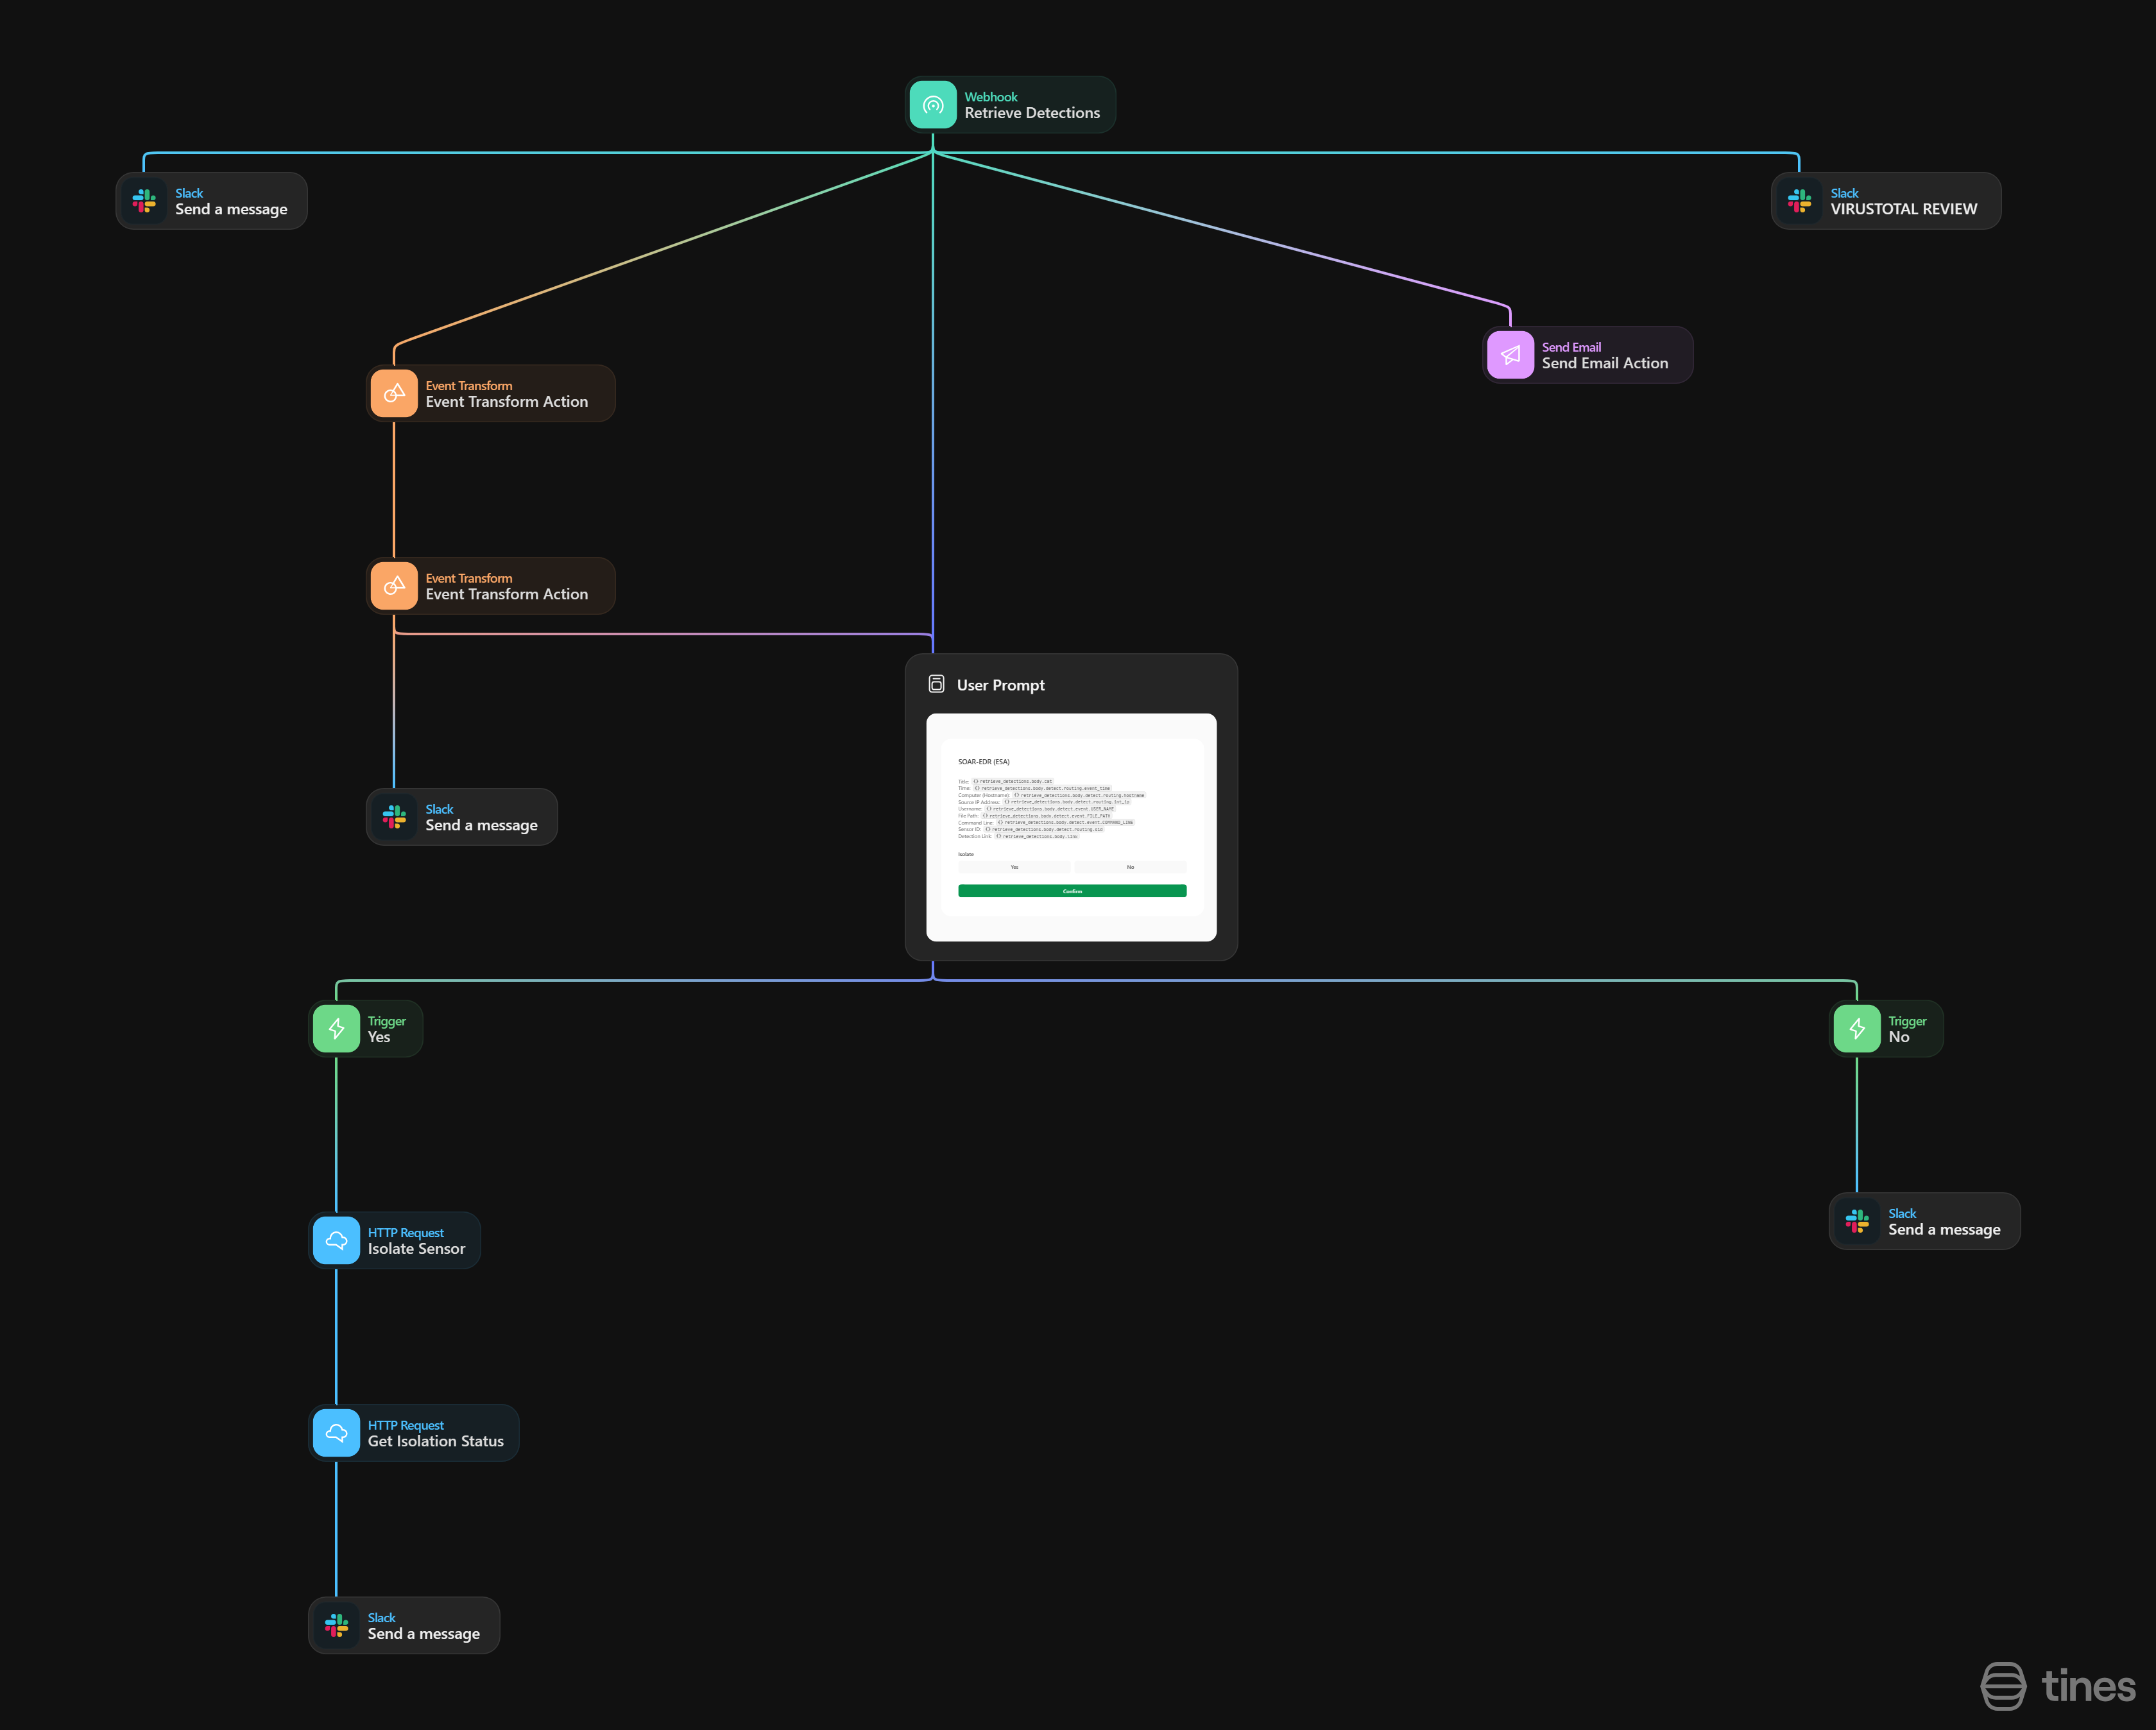 Webhook
Retrieve Detections
Slack
Send a message
Slack
VIRUSTOTAL REVIEW
Send Email
Send Email Action
Event Transform
Event Transform Action
Event Transform
Event Transform Action
User Prompt
SOAR-EDR (ESA)
Title: retrieve_detections.body.cat
Time: retrieve_detections.body.detect.routing.event_time
Computer (Hostname): retrieve_detections.body.detect.routing.hostname
Source IP Address: retrieve_detections.body.detect.routing.int_ip
Username: retrieve_detections.body.detect.event.USER_NAME
File Path: retrieve_detections.body.detect.event.FILE_PATH
Command Line: retrieve_detections.body.detect.event.COMMAND_LINE
Sensor ID: retrieve_detections.body.detect.routing.sid
Detection Link: retrieve_detections.body.link
Isolate
Yes No
Confirm
Slack
Send a message
Trigger
Yes
Trigger
No
HTTP Request
Isolate Sensor
Slack
Send a message
HTTP Request
Get Isolation Status
Slack
Send a message
tines